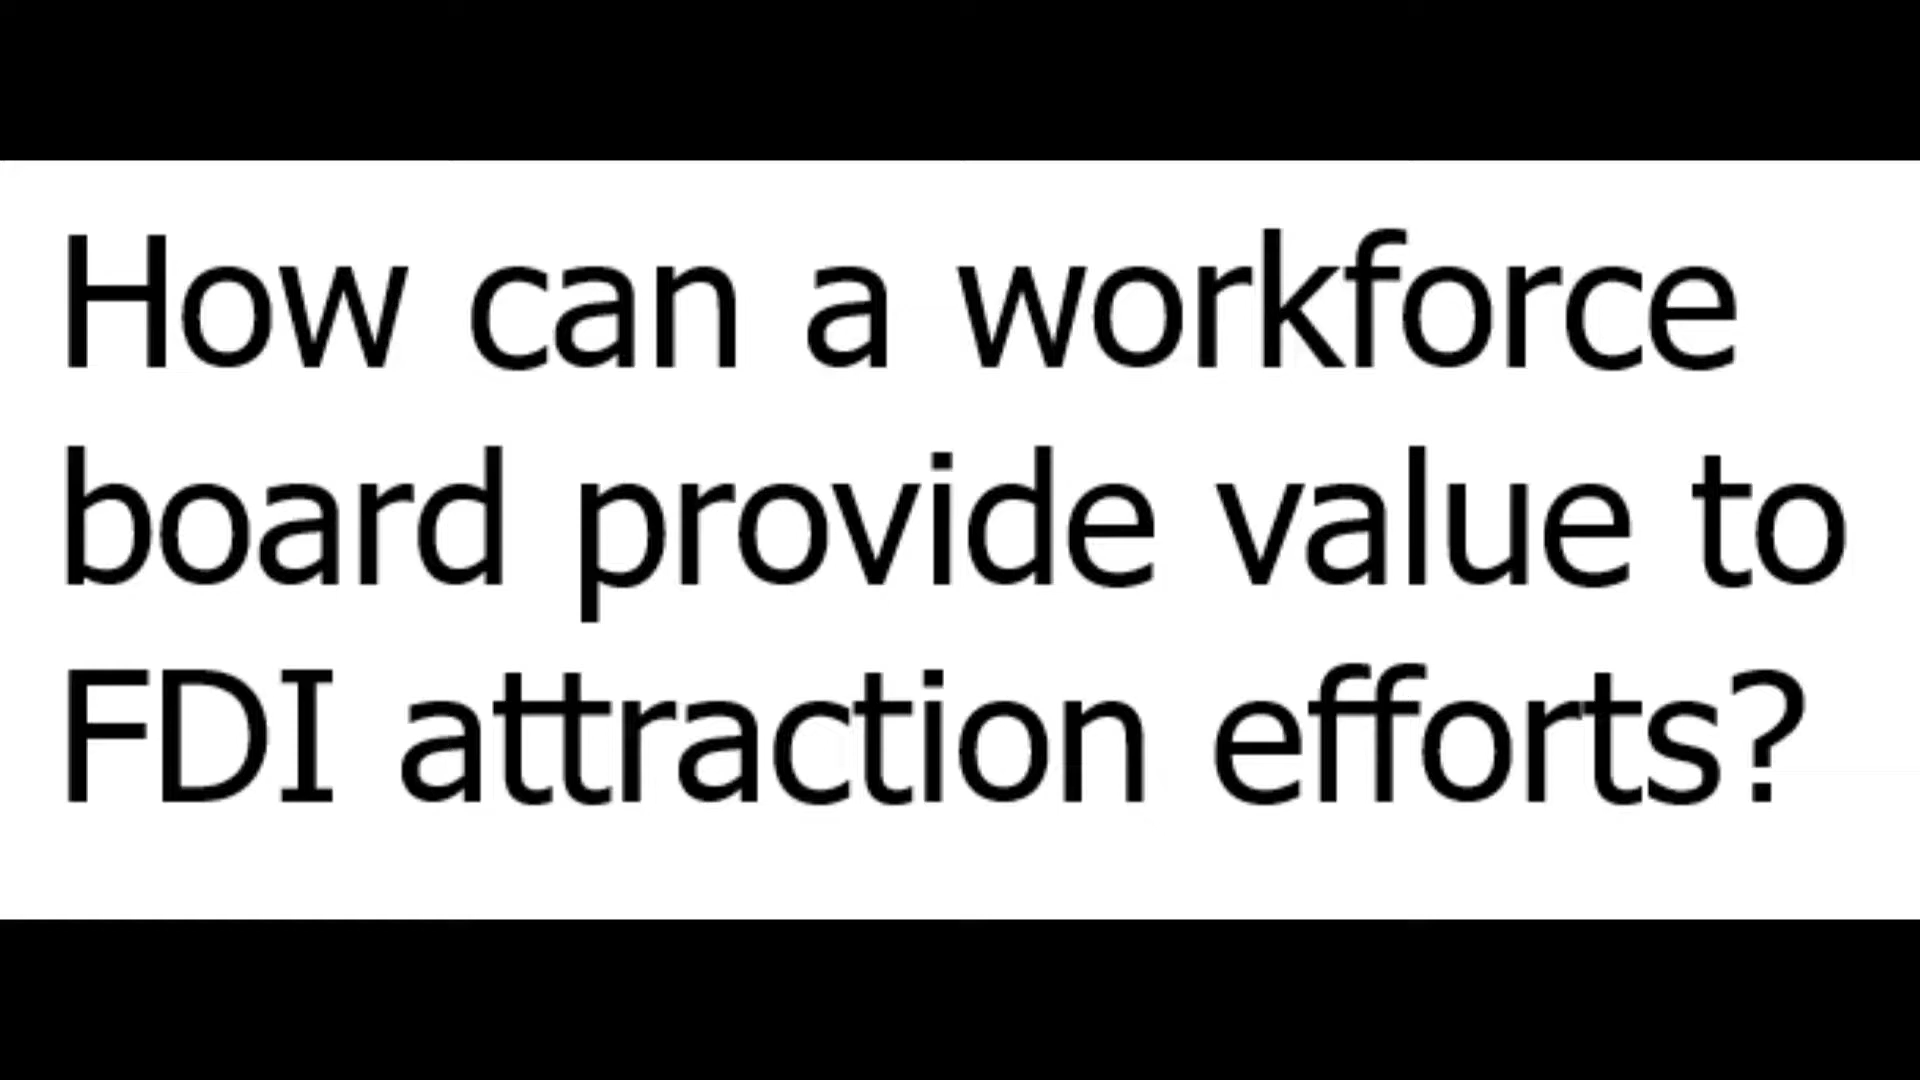 How can a workforce
board provide value to
FDI attraction efforts?